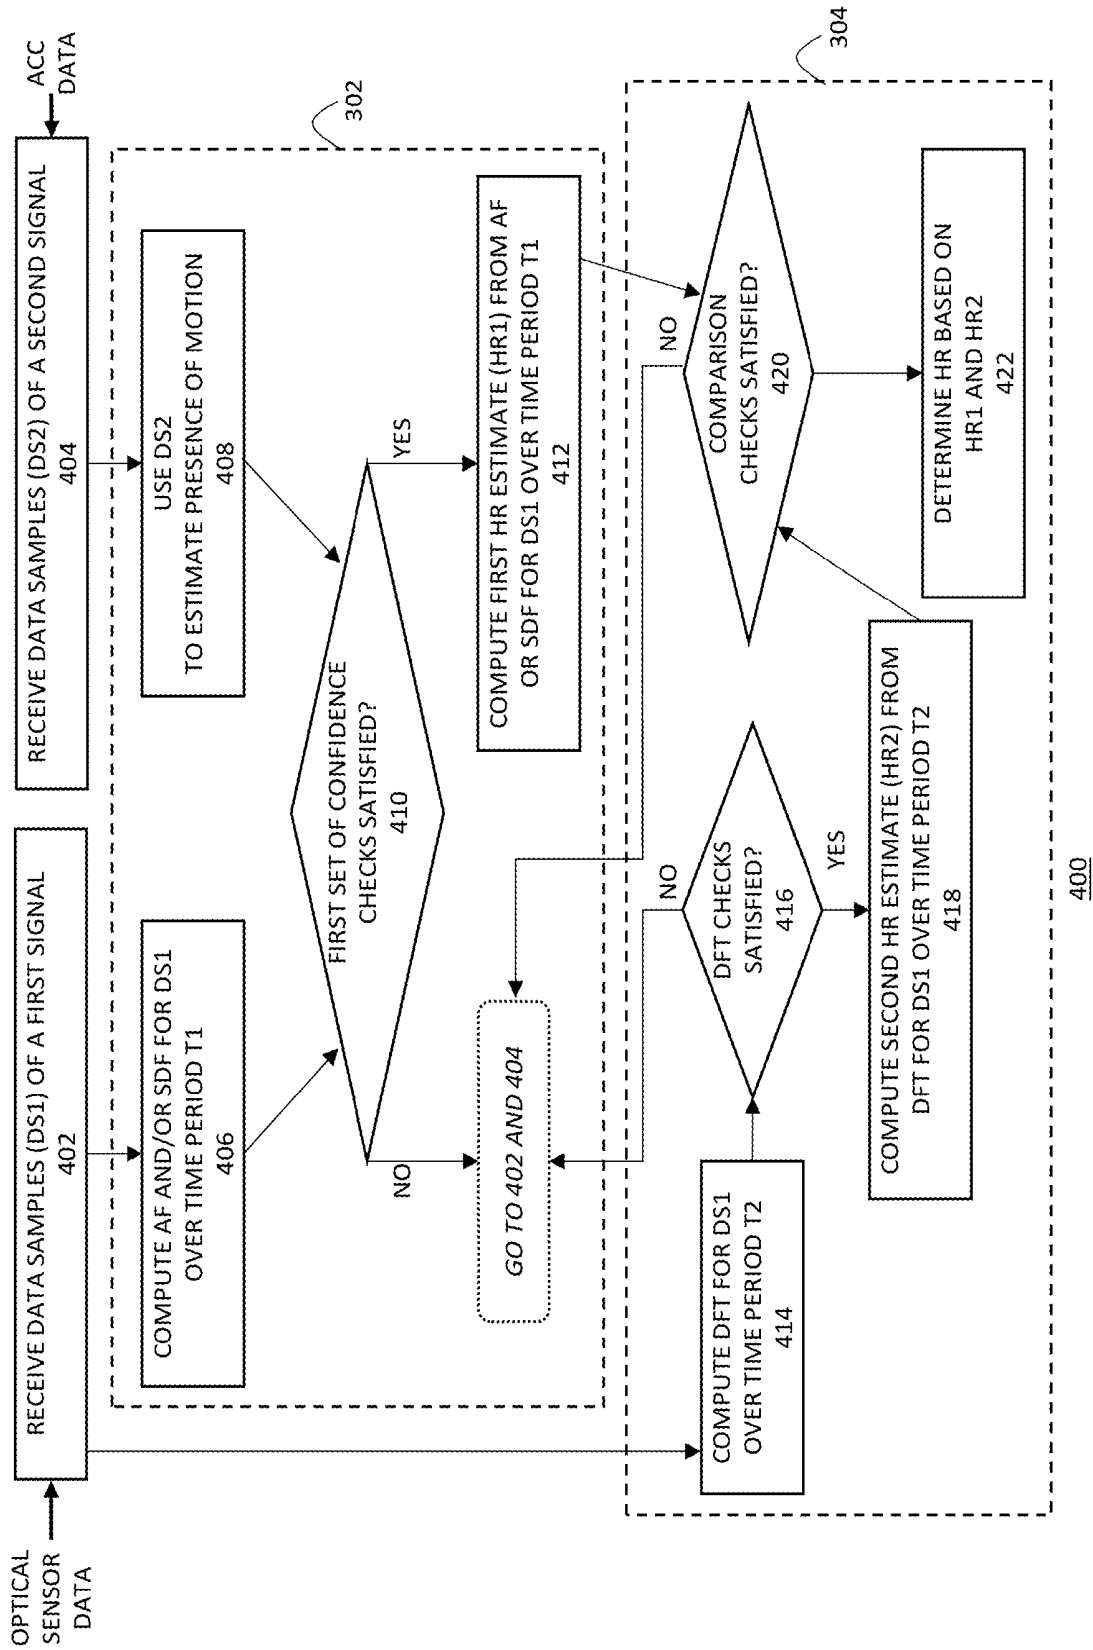 OPTICAL
SENSOR
DATA
RECEIVE DATA SAMPLES (DS1) OF A FIRST SIGNAL
402
RECEIVE DATA SAMPLES (DS2) OF A SECOND SIGNAL
404
ACC
DATA
302
COMPUTE AF AND/OR SDF FOR DS1
OVER TIME PERIOD T1
406
USE DS2
TO ESTIMATE PRESENCE OF MOTION
408
FIRST SET OF CONFIDENCE
CHECKS SATISFIED?
410
NO
YES
GO TO 402 AND 404
COMPUTE FIRST HR ESTIMATE (HR1) FROM AF
OR SDF FOR DS1 OVER TIME PERIOD T1
412
304
COMPUTE DFT FOR DS1
OVER TIME PERIOD T2
414
NO
DFT CHECKS
SATISFIED?
416
YES
NO
COMPARISON
CHECKS SATISFIED?
420
COMPUTE SECOND HR ESTIMATE (HR2) FROM
DFT FOR DS1 OVER TIME PERIOD T2
418
DETERMINE HR BASED ON
HR1 AND HR2
422
400